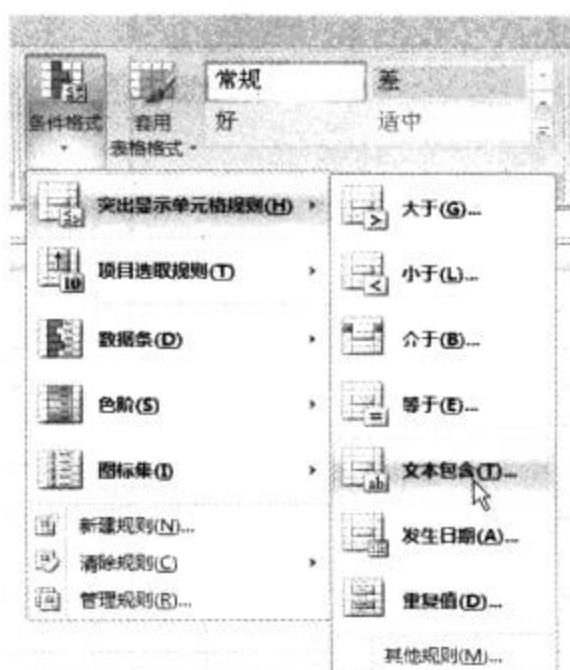 常规
差
条件格式
套用
表格格式
好
适中
突出显示单元格规则(H)
项目选取规则(T)
数据条(D)
色阶(S)
图标集(I)
新建规则(N)...
清除规则(C)
管理规则(R)...
大于(G)...
小于(L)...
介于(B)...
等于(E)...
文本包含(T)...
发生日期(A)...
重复值(D)...
其他规则(M)...